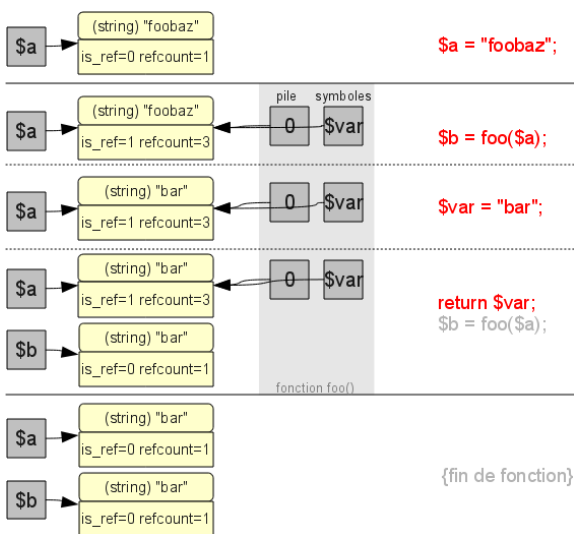 (string) "foobaz"
$a
is_ref=0 refcount=1
$a = "foobaz";
pile symboles
(string) "foobaz"
$a
is_ref=1 refcount=3
0 $var
$b = foo($a);
(string) "bar"
$a
is_ref=1 refcount=3
0 $var
$var = "bar";
(string) "bar"
$a
is_ref=1 refcount=3
0 $var
return $var;
$b = foo($a);
(string) "bar"
$b
is_ref=0 refcount=1
fonction foo()
(string) "bar"
$a
is_ref=0 refcount=1
{fin de fonction}
(string) "bar"
$b
is_ref=0 refcount=1